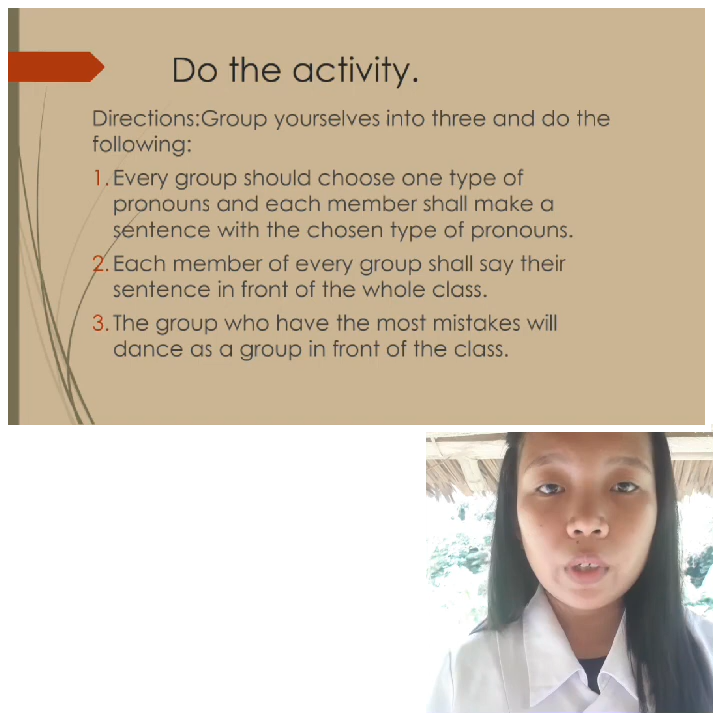 Do the activity.
Directions:Group yourselves into three and do the
following:
1. Every group should choose one type of
pronouns and each member shall make a
sentence with the chosen type of pronouns.
2. Each member of every group shall say their
sentence in front of the whole class.
3. The group who have the most mistakes will
dance as a group in front of the class.